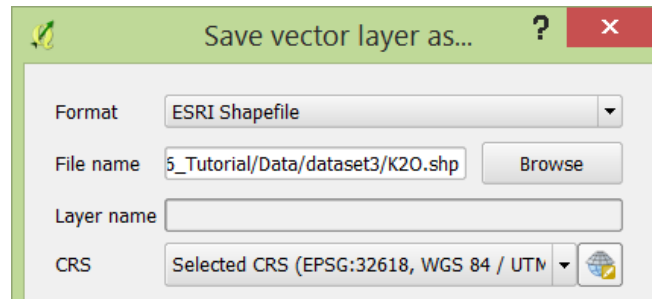 Save vector layer as...
?
Format ESRI Shapefile
File name 6_Tutorial/Data/dataset3/K2O.shp Browse
Layer name
CRS Selected CRS (EPSG:32618, WGS 84 / UTM